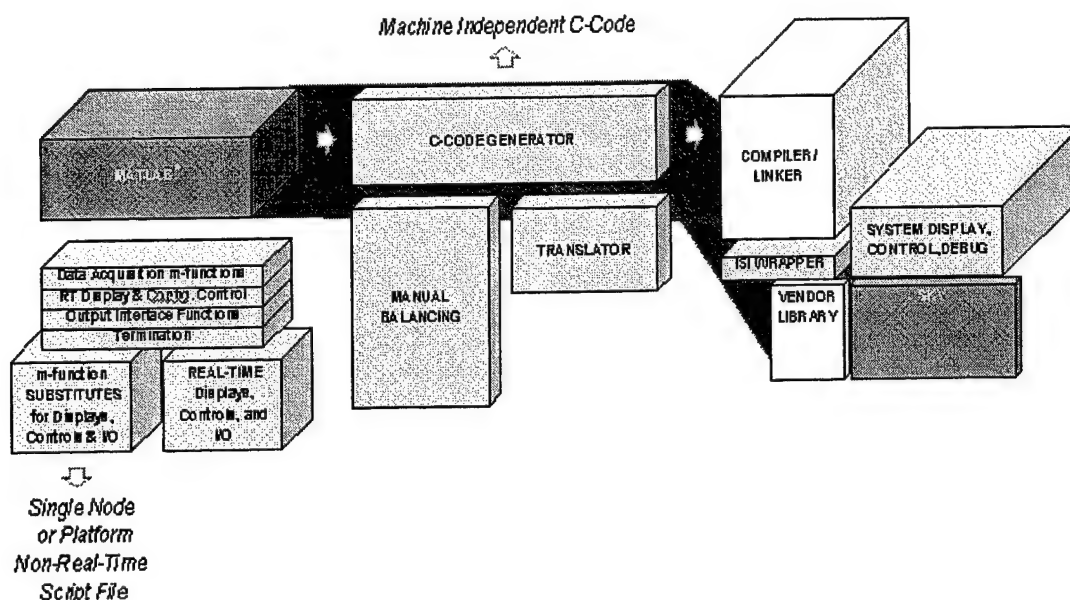 Machine Independent C-Code
MATLAB
C-CODE GENERATOR
COMPILER/
LINKER
SYSTEM DISPLAY,
CONTROL, DEBUG
TRANSLATOR
ISI WRAPPER
VENDOR
LIBRARY
MANUAL
BALANCING
Data Acquisition m-functions
RT Display & Config. Control
Output Interface Functions
Termination
m-function
SUBSTITUTES
for Displays,
Controls & I/O
REAL-TIME
Displays,
Controls, and
I/O
Single Node
or Platform
Non-Real-Time
Script File